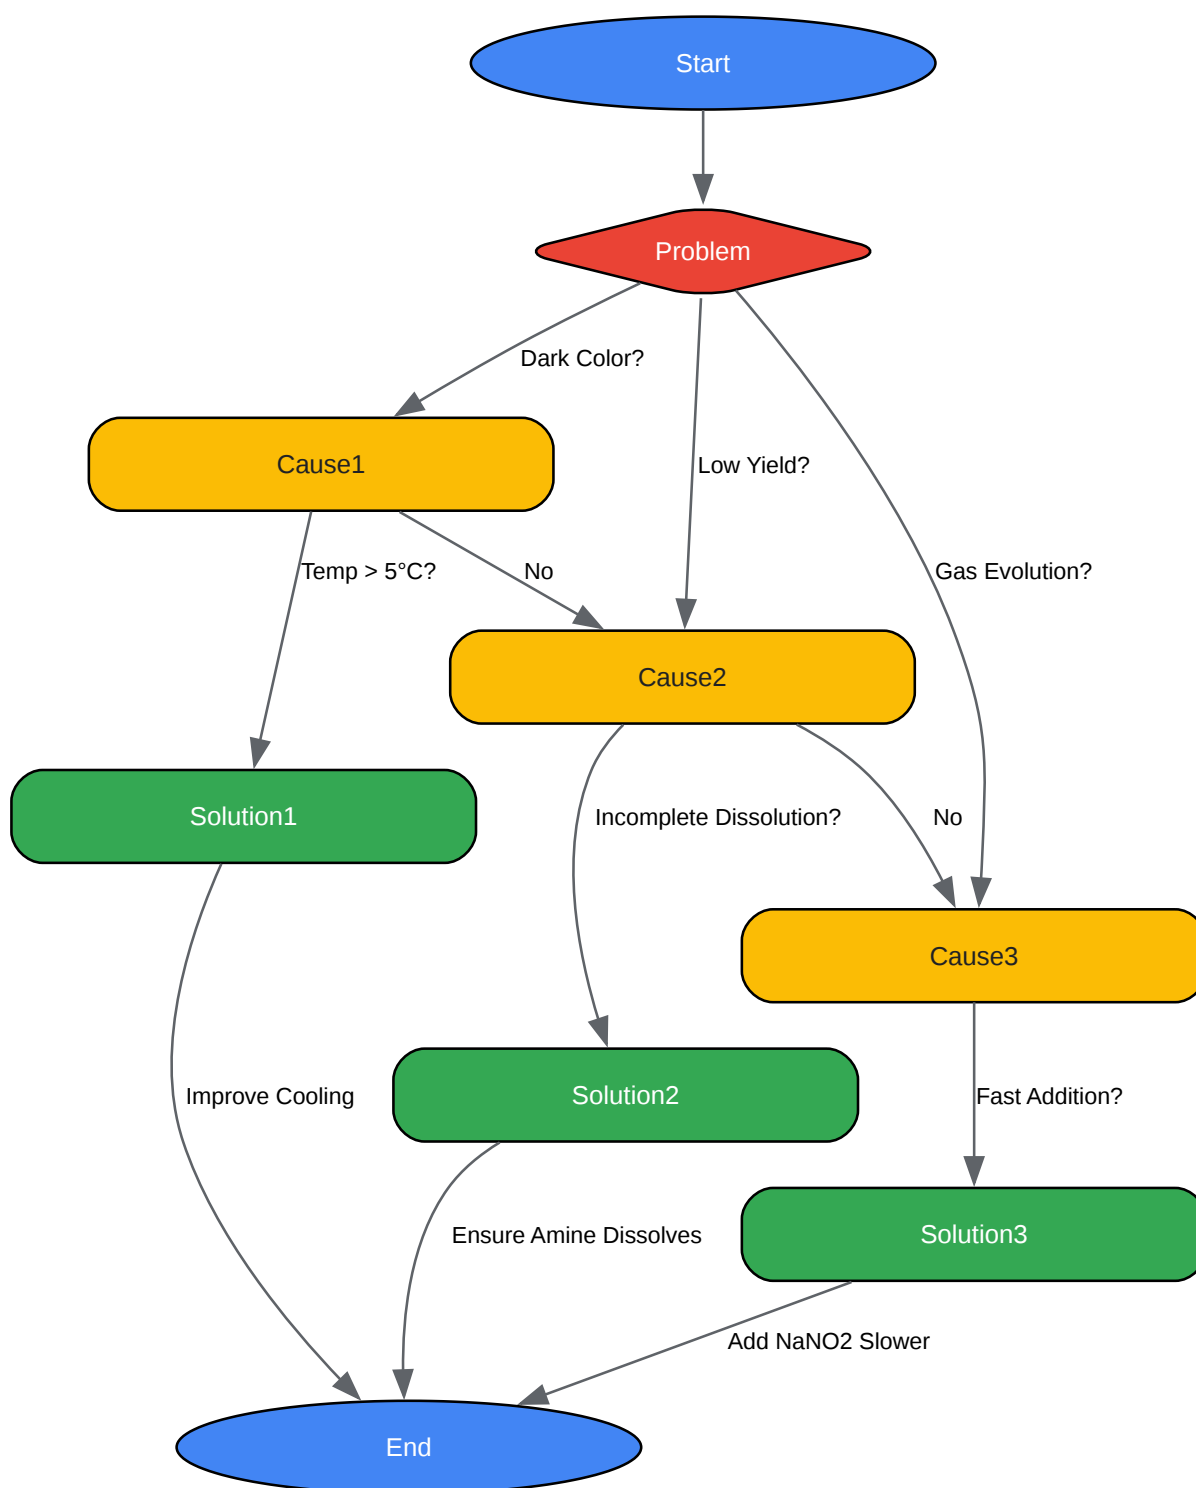 Start
Problem
Dark Color?
Cause1
Low Yield?
Temp > 5°C?
No
Gas Evolution?
Cause2
Solution1
Incomplete Dissolution?
No
Cause3
Improve Cooling
Solution2
Fast Addition?
Ensure Amine Dissolves
Solution3
Add NaNO2 Slower
End